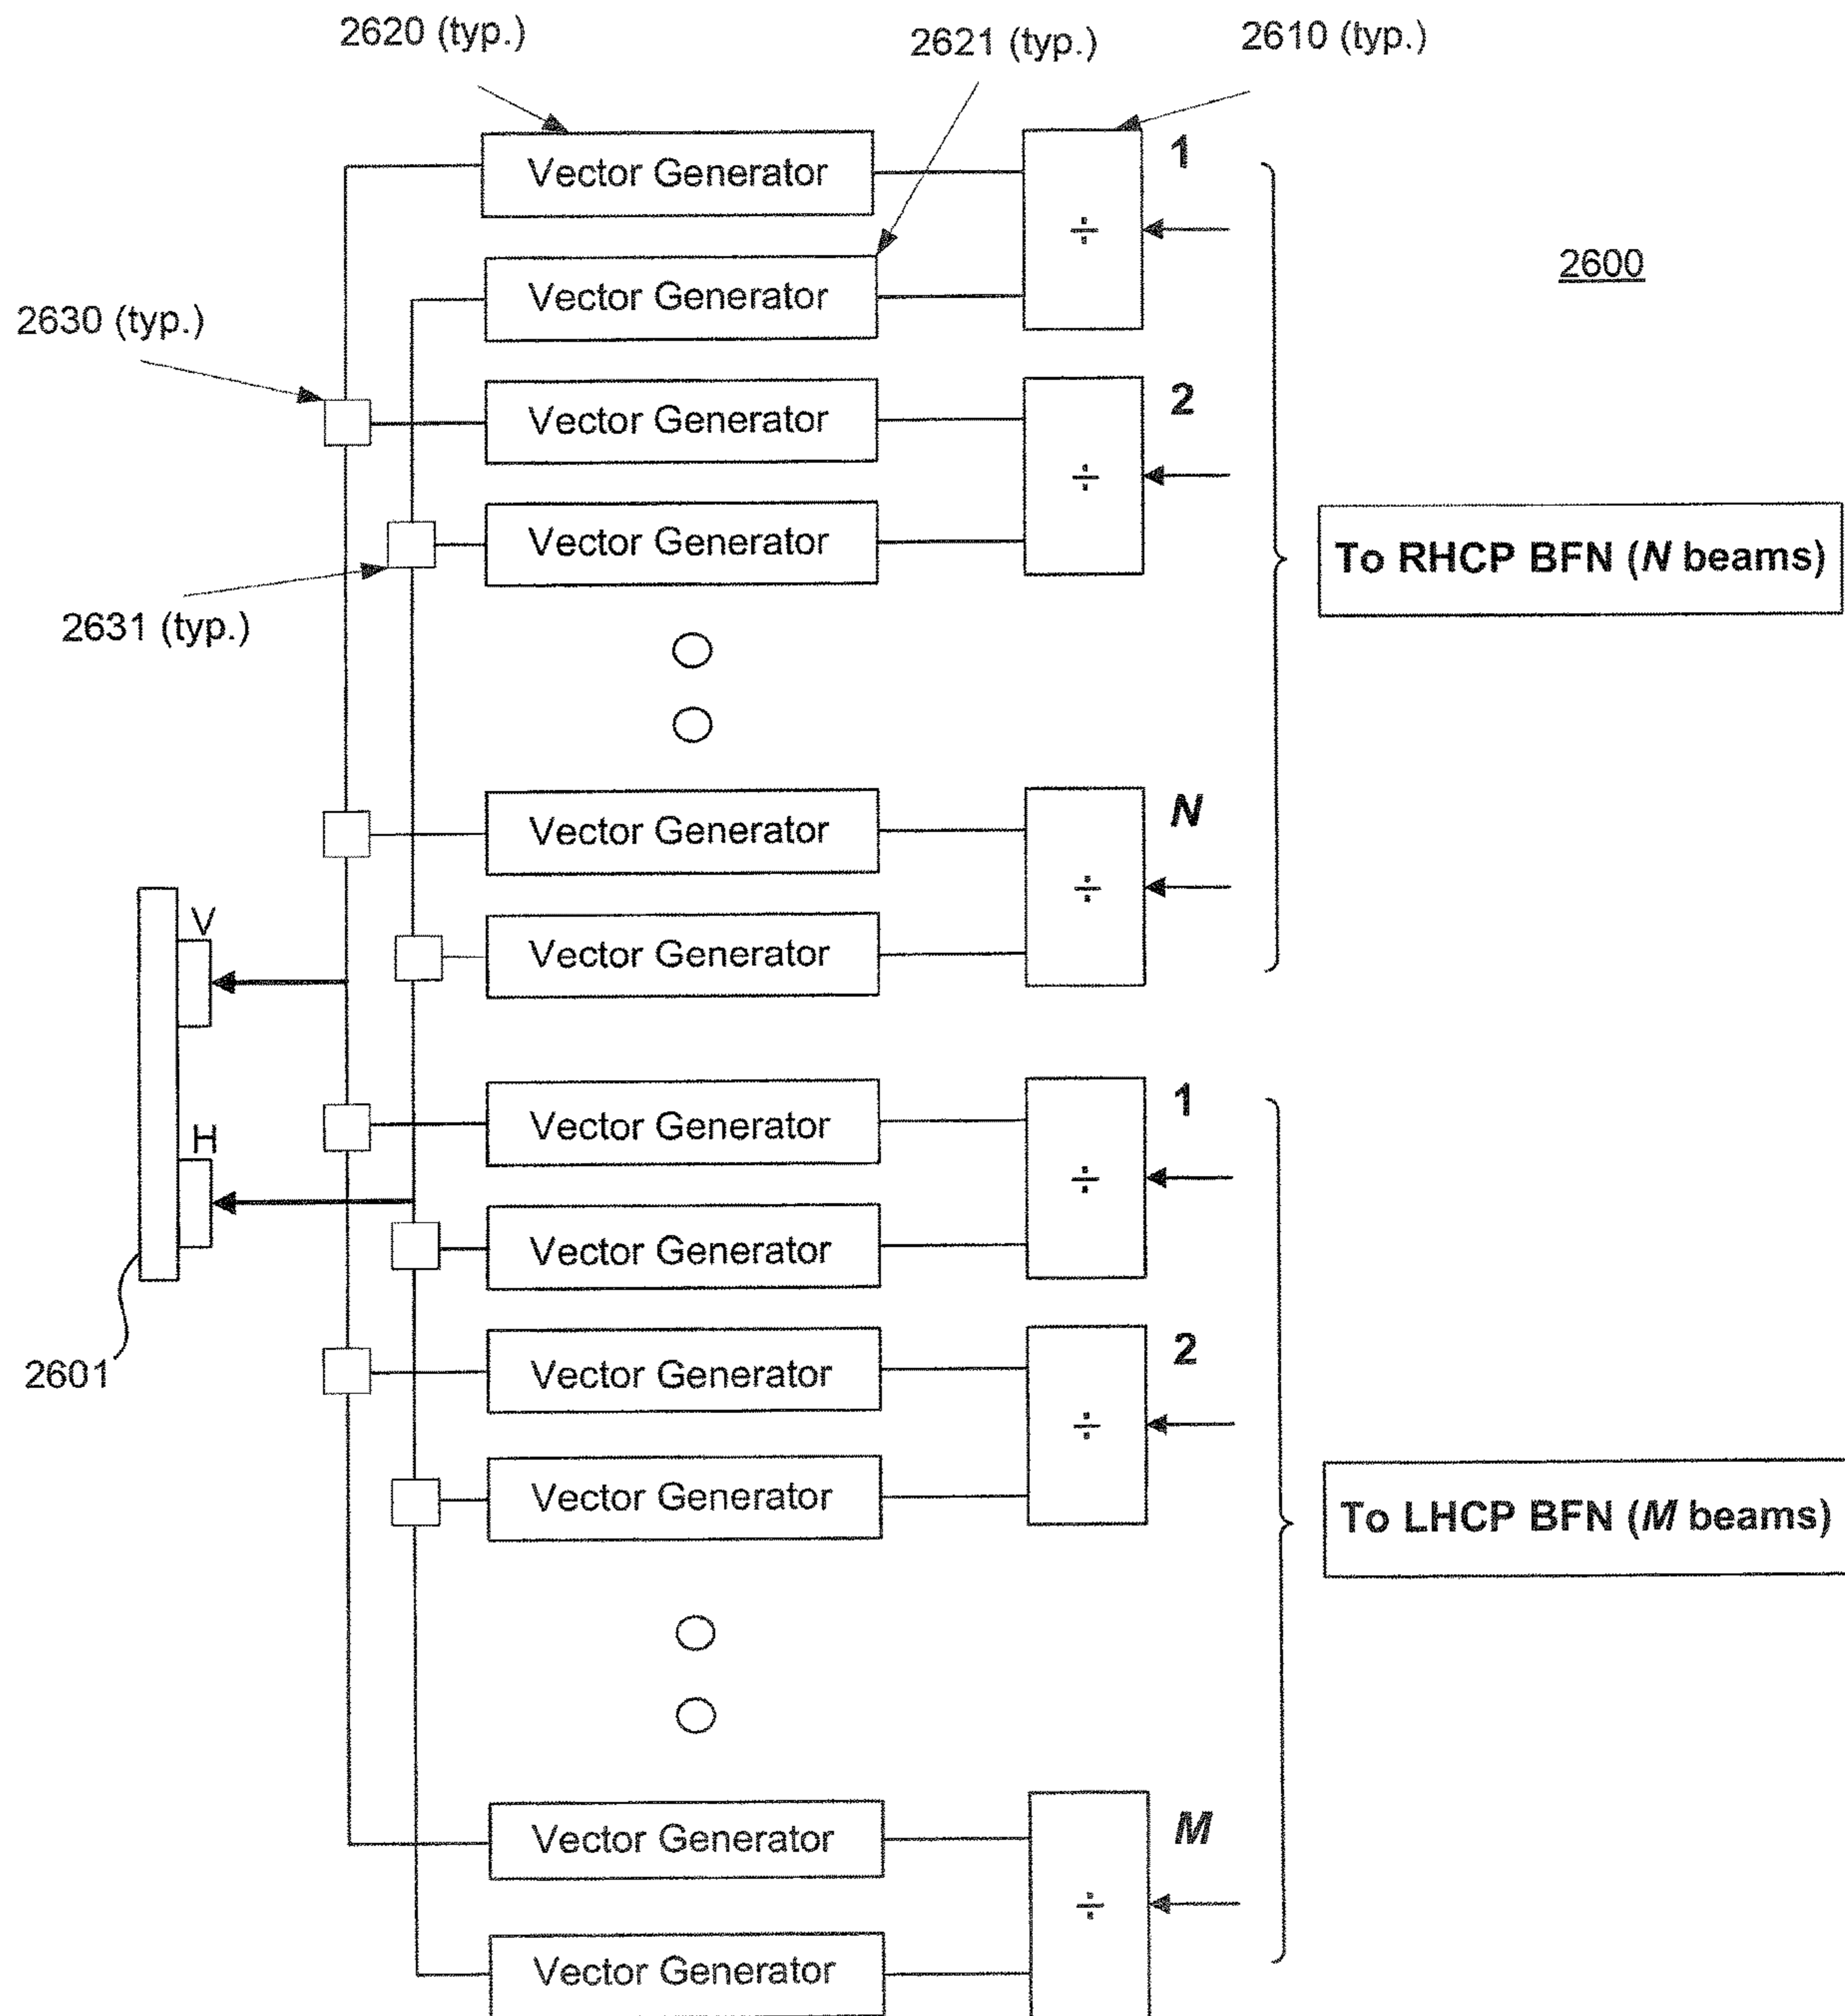 2620 (typ.)
2621 (typ.)
2610 (typ.)
Vector Generator
1
÷
2600
Vector Generator
2630 (typ.)
Vector Generator
2
÷
Vector Generator
To RHCP BFN (N beams)
2631 (typ.)
Vector Generator
N
÷
V
Vector Generator
Vector Generator
1
H
÷
Vector Generator
2601
Vector Generator
2
÷
Vector Generator
To LHCP BFN (M beams)
Vector Generator
M
÷
Vector Generator